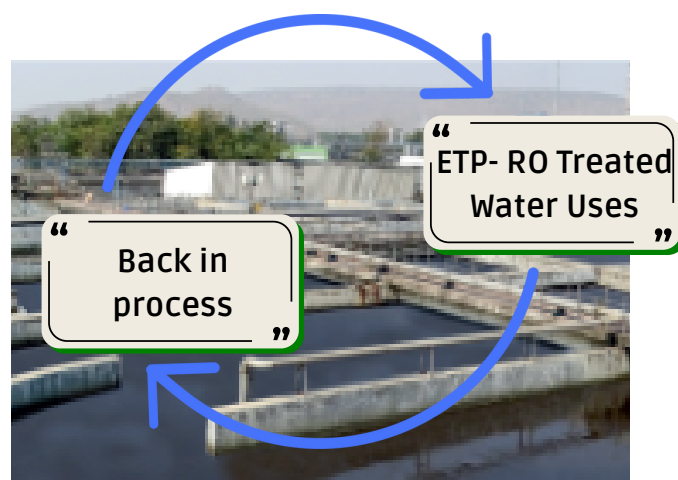 “
ETP- RO Treated
Water Uses
”
“
Back in
process
”